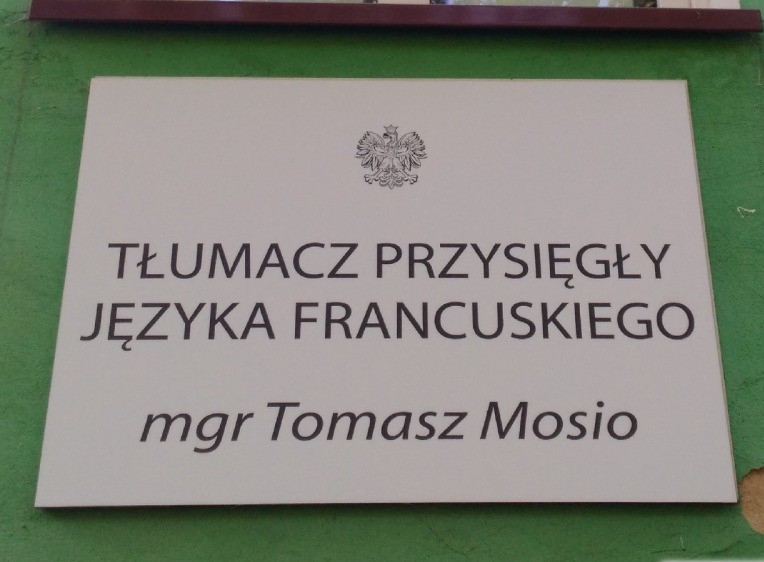 TŁUMACZ PRZYSIĘGŁY
JĘZYKA FRANCUSKIEGO
mgr Tomasz Mosio